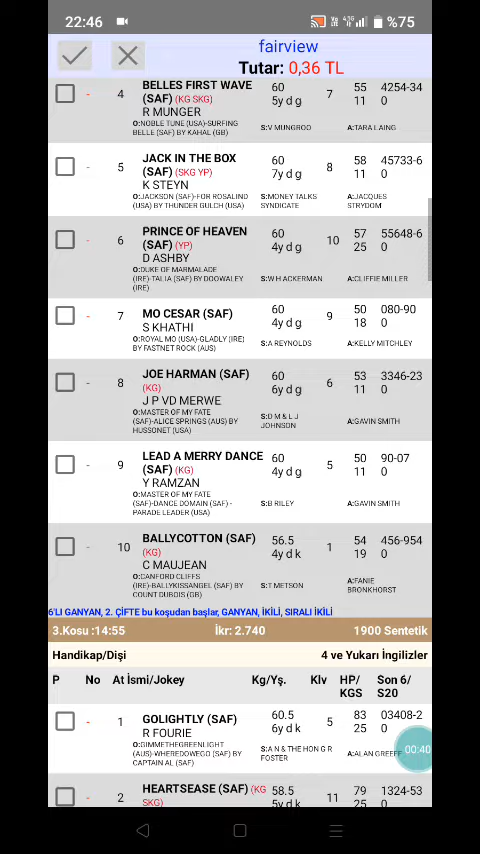 22:46
%75
fairview
Tutar: 0,36 TL
4 BELLES FIRST WAVE 60 7 55 4254-34
(SAF) (KG SKG) 5y d g 11 0
R MUNGER
O:NOBLE TUNE (USA)-SURFING S:V MUNGROO A:TARA LAING
BELLE (SAF) BY KAHAL (GB)
- 5 JACK IN THE BOX 60 8 58 45733-6
(SAF) (SKG YP) 7y d g 11 0
K STEYN
O:JACKSON (SAF)-FOR ROSALIND S:MONEY TALKS A:JACQUES
(USA) BY THUNDER GULCH (USA) SYNDICATE STRYDOM
- 6 PRINCE OF HEAVEN 60 10 57 55648-6
(SAF) (YP) 4y d g 25 0
D ASHBY
O:DUKE OF MARMALADE S:W H ACKERMAN A:CLIFFIE MILLER
(IRE)-TALIA (SAF) BY DOOWALEY
(IRE)
- 7 MO CESAR (SAF) 60 9 50 080-90
S KHATHI 4y d g 18 0
O:ROYAL MO (USA)-GLADLY (IRE) S:A REYNOLDS A:KELLY MITCHLEY
BY FASTNET ROCK (AUS)
- 8 JOE HARMAN (SAF) 60 6 53 3346-23
(KG) 6y d g 11 0
J P VD MERWE
O:MASTER OF MY FATE S:D M & L J A:GAVIN SMITH
(SAF)-ALICE SPRINGS (AUS) BY JOHNSON
HUSSONET (USA)
- 9 LEAD A MERRY DANCE 60 5 50 90-07
(SAF) (KG) 4y d g 11 0
Y RAMZAN
O:MASTER OF MY FATE S:B RILEY A:GAVIN SMITH
(SAF)-DANCE DOMAIN (SAF) -
PARADE LEADER (USA)
- 10 BALLYCOTTON (SAF) 56.5 1 54 456-954
(KG) 4y d k 19 0
C MAUJEAN
O:CANFORD CLIFFS S:T METSON A:FANIE
(IRE)-BALLYKISSANGEL (SAF) BY BRONKHORST
COUNT DUBOIS (GB)
6'LI GANYAN, 2. ÇİFTE bu koşudan başlar, GANYAN, İKİLİ, SIRALI İKİLİ
3.Kosu :14:55 İkr: 2.740 1900 Sentetik
Handikap/Dişi 4 ve Yukarı İngilizler
P No At İsmi/Jokey Kg/Yş. Klv HP/ Son 6/
KGS S20
- 1 GOLIGHTLY (SAF) 60.5 5 83 03408-2
R FOURIE 6y d k 25 0
O:GIMMETHEGREENLIGHT S:A N & THE HON G R A:ALAN GREEFF
(AUS)-WHEREDOWEGO (SAF) BY FOSTER
CAPTAIN AL (SAF)
00:40
- 2 HEARTSEASE (SAF) (KG 58.5 11 79 1324-53
SKG) 5y d k 25 0